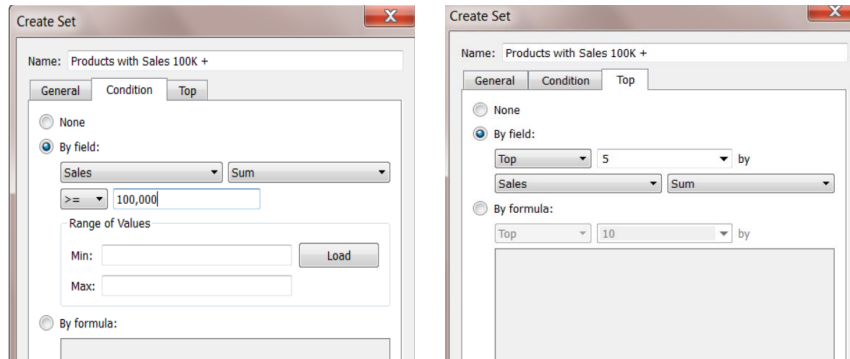 Create Set
X
Name: Products with Sales 100K +
General Condition Top
None
By field:
Sales Sum
>= 100,000
Range of Values
Min: Load
Max:
By formula:
Create Set
X
Name: Products with Sales 100K +
General Condition Top
None
By field:
Top 5 by
Sales Sum
By formula:
Top 10 by